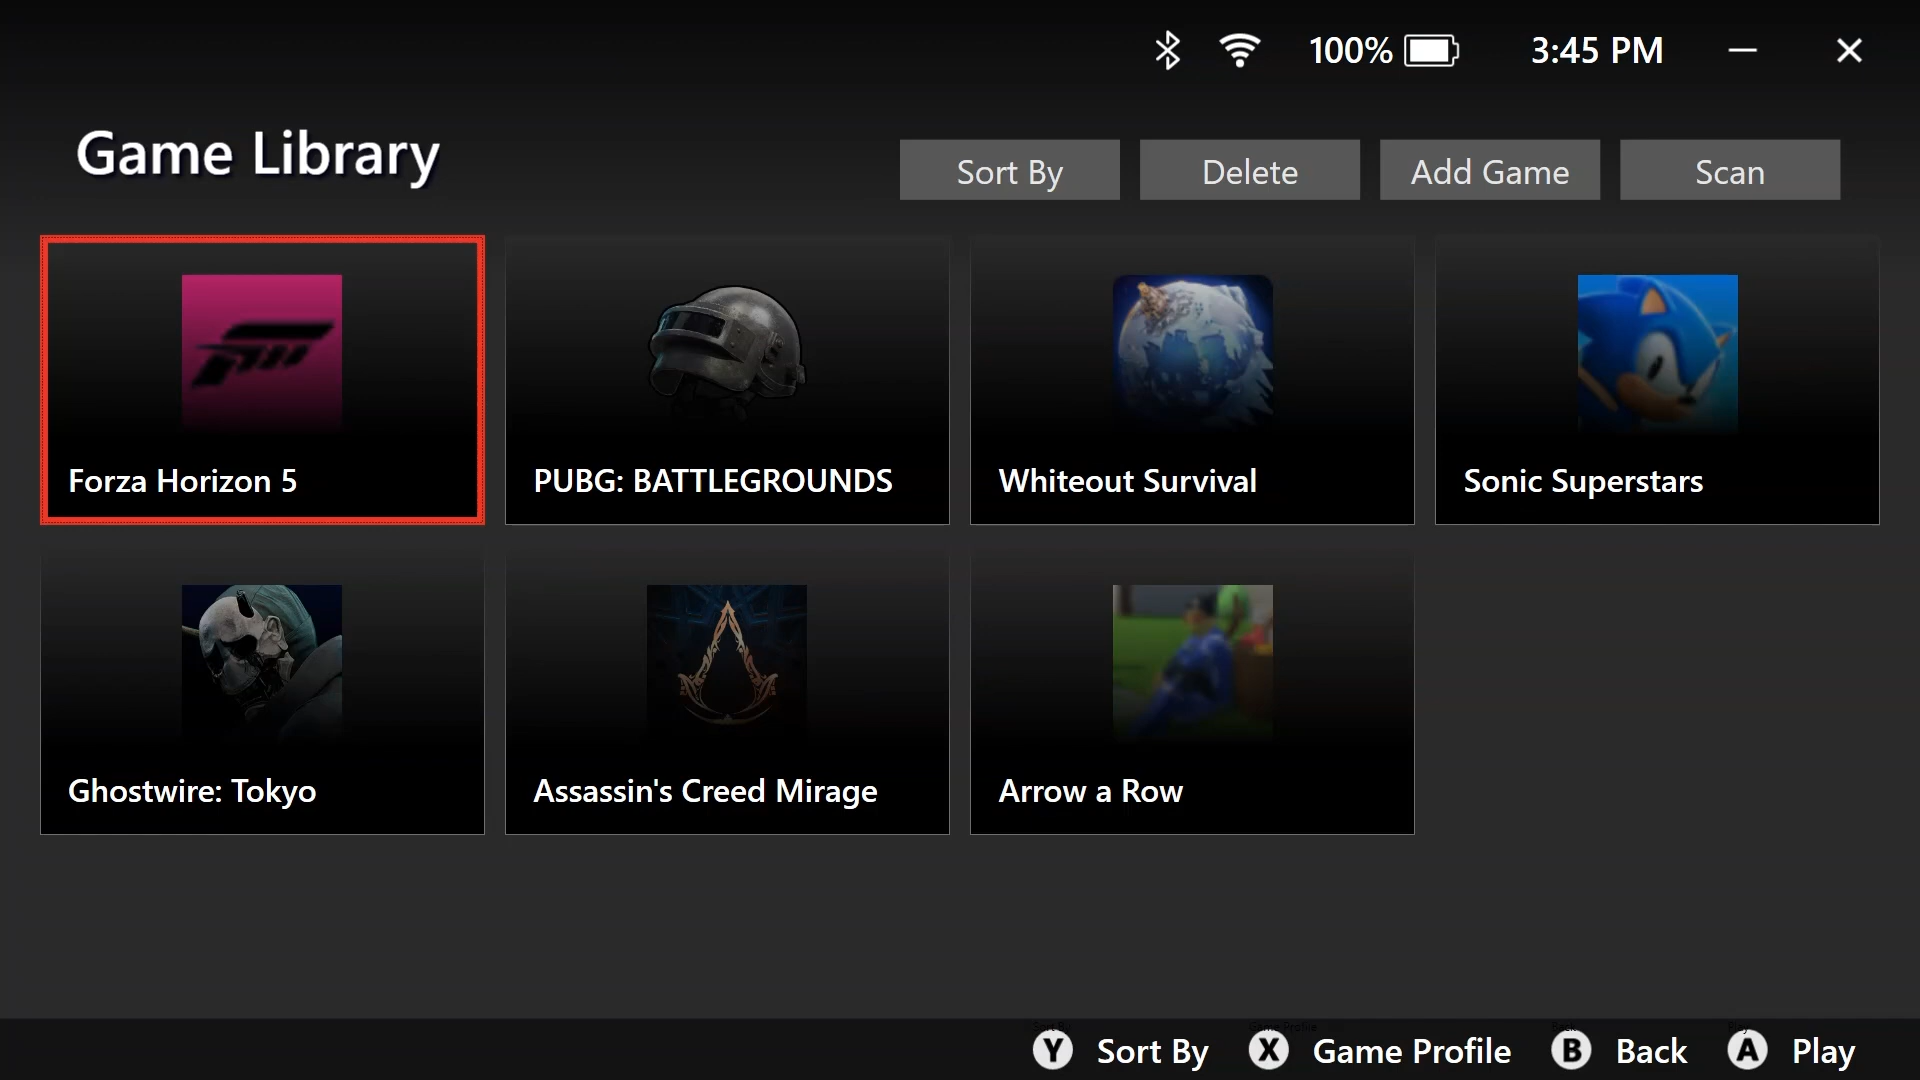 100% 3:45 PM
Game Library
Sort By Delete Add Game Scan
Forza Horizon 5 PUBG: BATTLEGROUNDS Whiteout Survival Sonic Superstars
Ghostwire: Tokyo Assassin's Creed Mirage Arrow a Row
Y Sort By X Game Profile B Back A Play